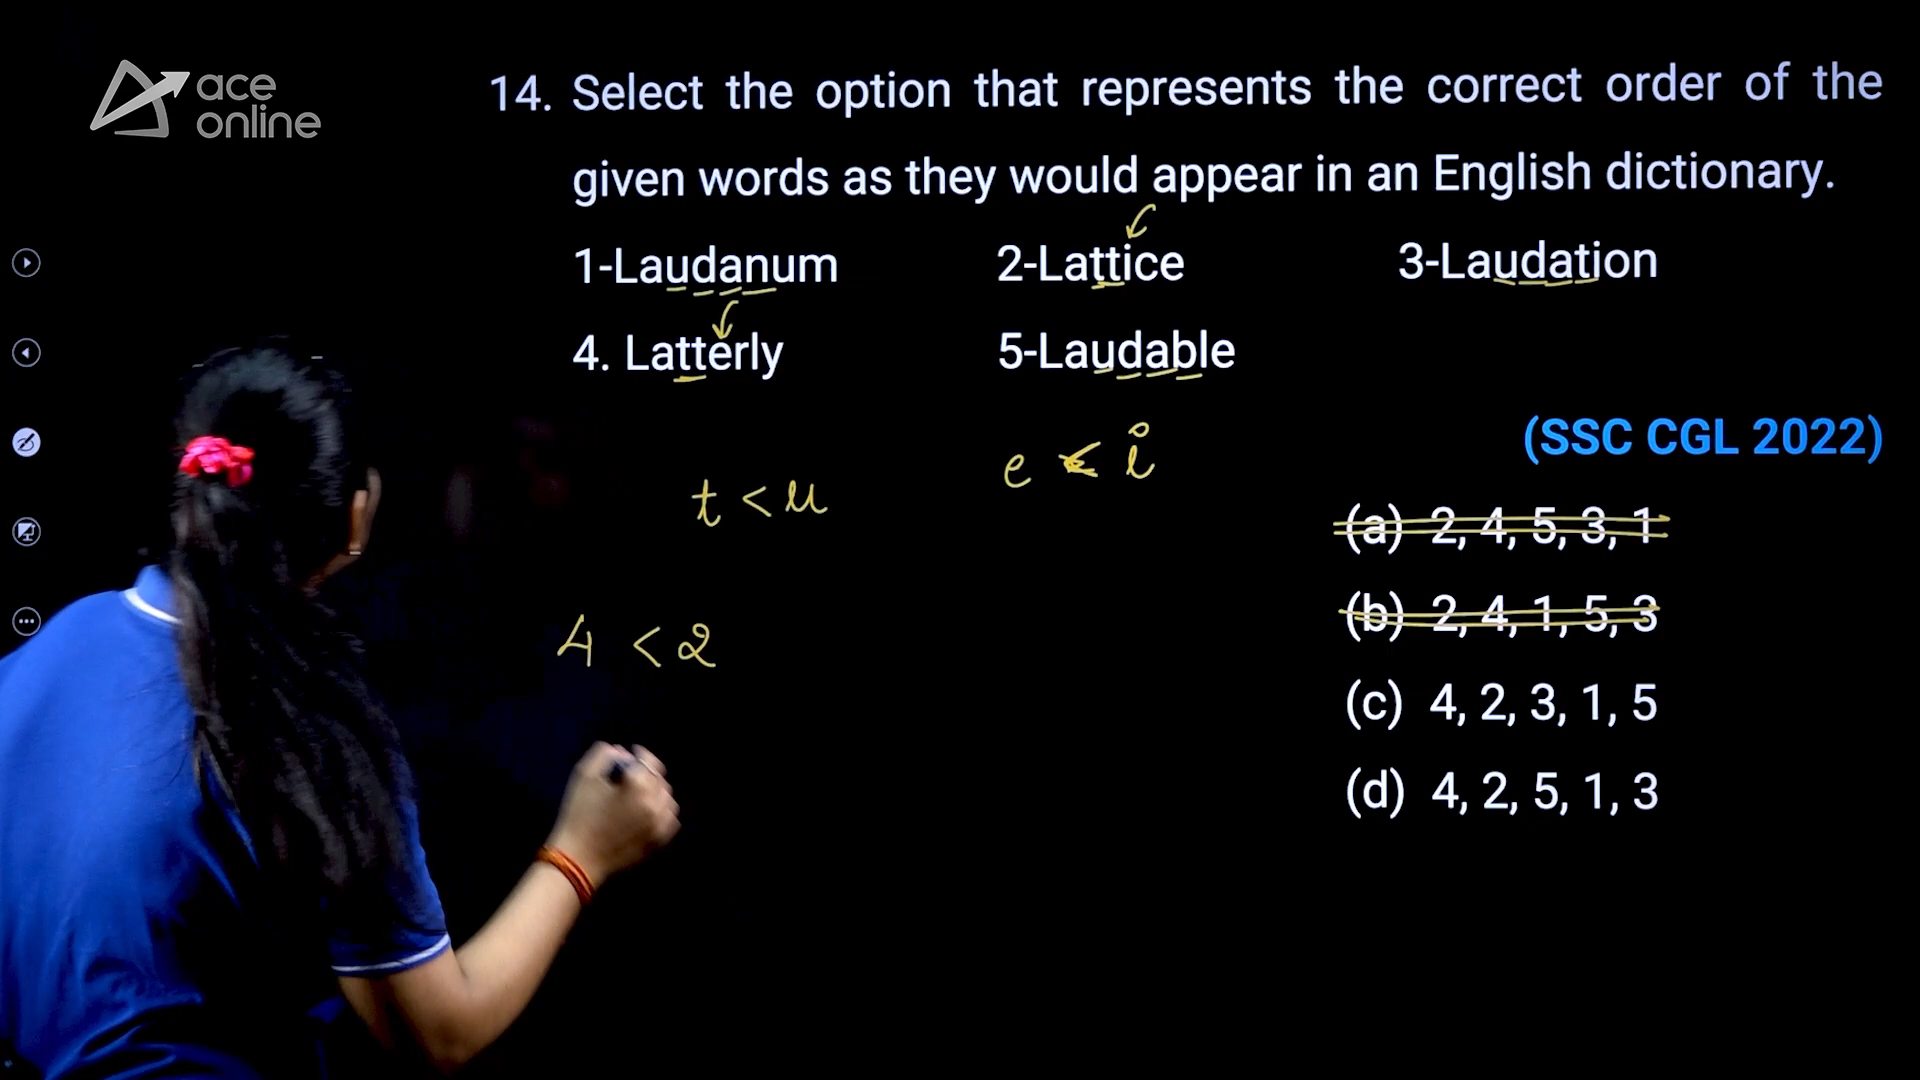 ace
online
14. Select the option that represents the correct order of the
given words as they would appear in an English dictionary.
1-Laudanum 2-Lattice 3-Laudation
4. Latterly 5-Laudable
(SSC CGL 2022)
e < i
t < u
(a) 2, 4, 5, 3, 1
(b) 2, 4, 1, 5, 3
4 < 2
(c) 4, 2, 3, 1, 5
(d) 4, 2, 5, 1, 3